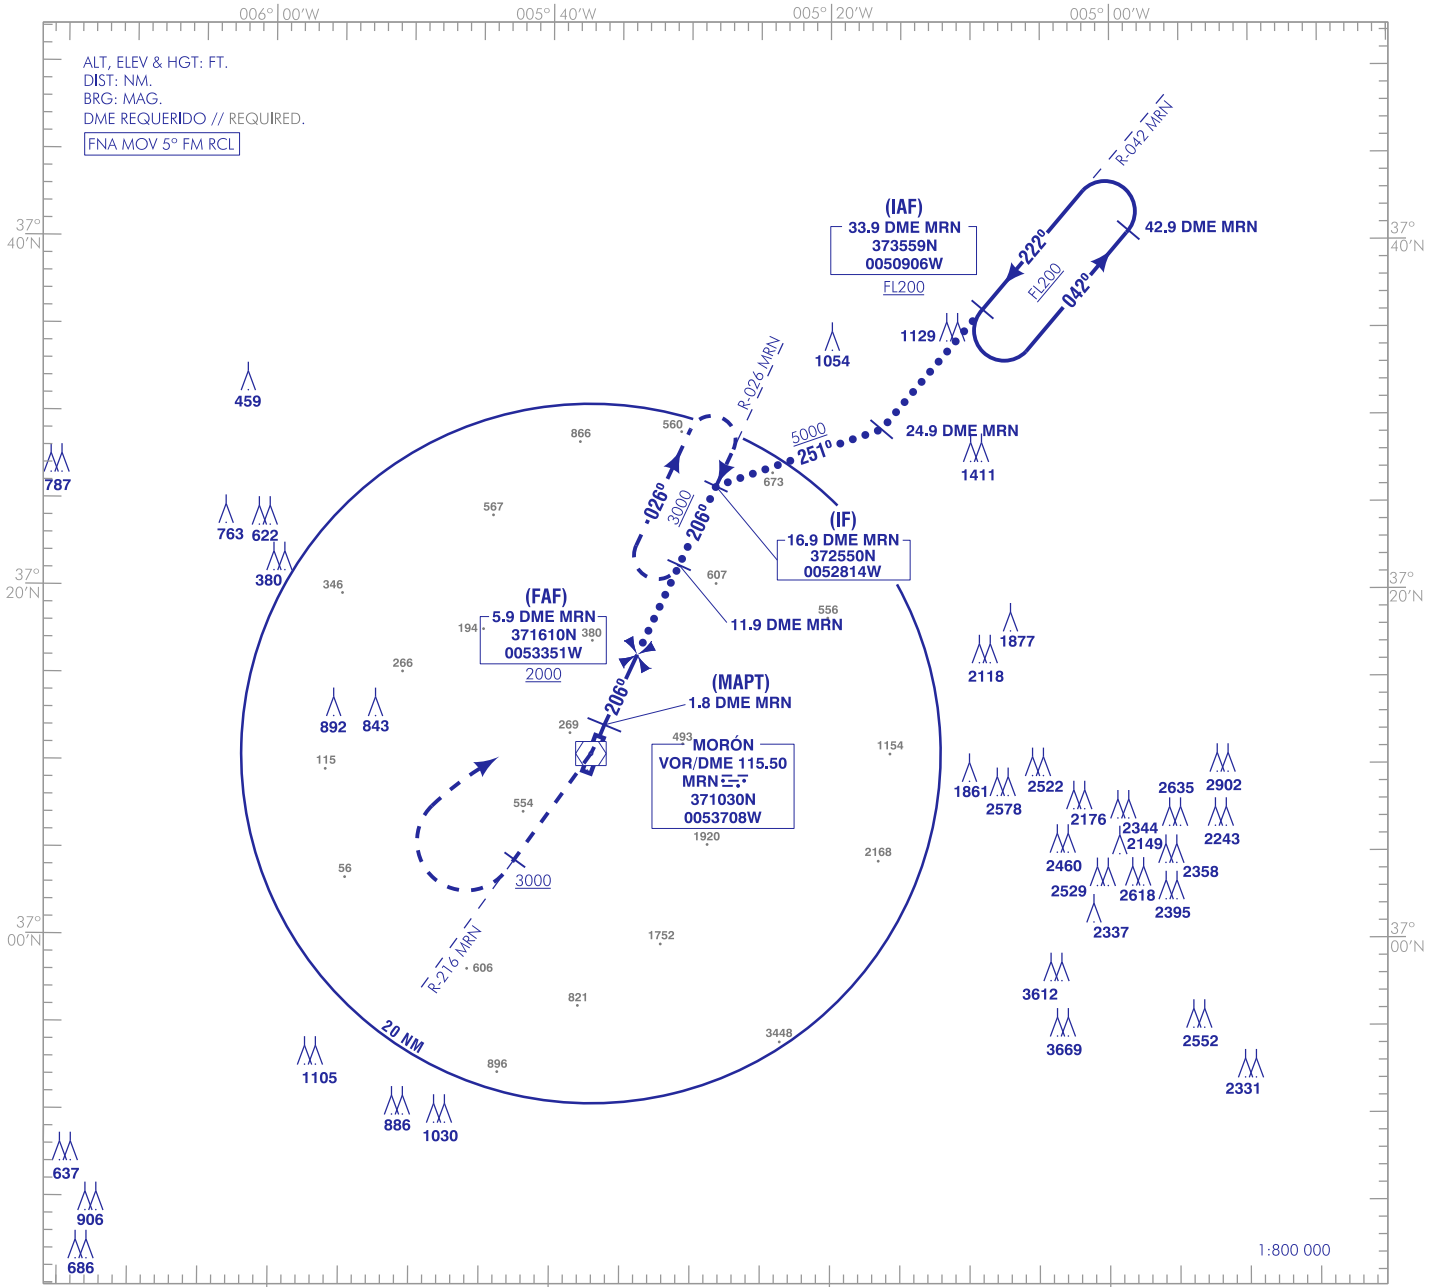 006° 00'W
005° 40'W
005° 20'W
005° 00'W
ALT, ELEV & HGT: FT.
DIST: NM.
BRG: MAG.
DME REQUERIDO // REQUIRED.
FNA MOV 5° FM RCL
R-042 MRN
(IAF)
33.9 DME MRN
373559N
0050906W
FL200
42.9 DME MRN
222°
FL200
042°
37°
40'N
37°
40'N
1129
1054
R-026 MRN
459
560
866
5000
251°
24.9 DME MRN
1411
673
787
763
622
380
567
026°
3000
206°
(IF)
16.9 DME MRN
372550N
0052814W
37°
20'N
37°
20'N
346
607
(FAF)
5.9 DME MRN
371610N
0053351W
2000
194
380
556
11.9 DME MRN
1877
2118
266
(MAPT)
1.8 DME MRN
206°
892
843
269
493
MORÓN
VOR/DME 115.50
MRN
371030N
0053708W
1154
115
1861
2578
2522
2176
2344
2635
2902
2243
2149
2460
2358
2529
2618
2395
2337
554
1920
2168
56
3000
37°
00'N
37°
00'N
R-216 MRN
606
1752
821
3448
896
20 NM
3612
3669
2552
2331
1105
886
1030
637
906
686
1:800 000